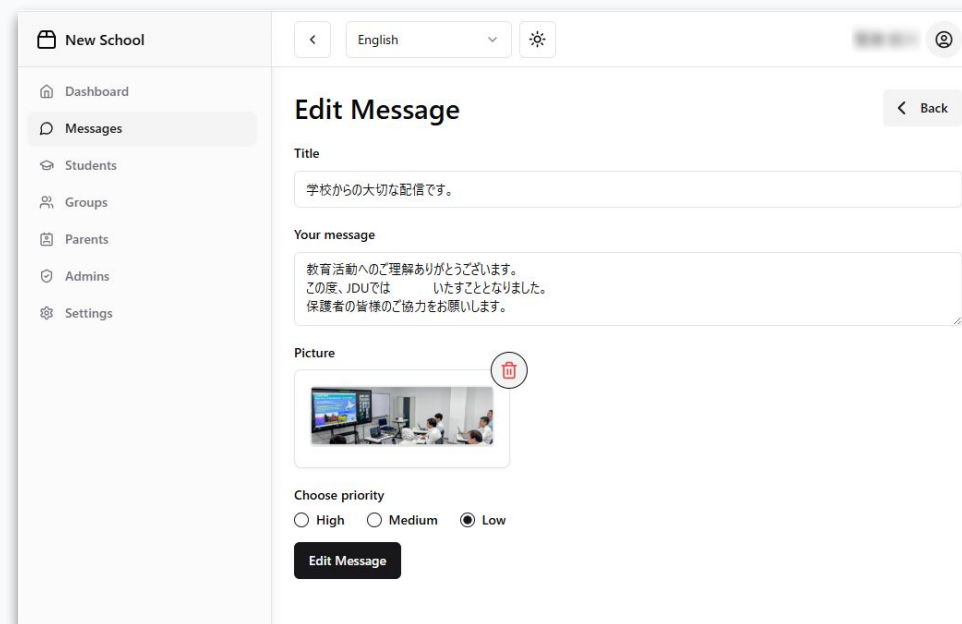 New School
English
Dashboard
Messages
Students
Groups
Parents
Admins
Settings
Edit Message
Back
Title
学校からの大切な配信です。
Your message
教育活動へのご理解ありがとうございます。
この度、JDUでは　　　いたすこととなりました。
保護者の皆様のご協力をお願いします。
Picture
Choose priority
High
Medium
Low
Edit Message